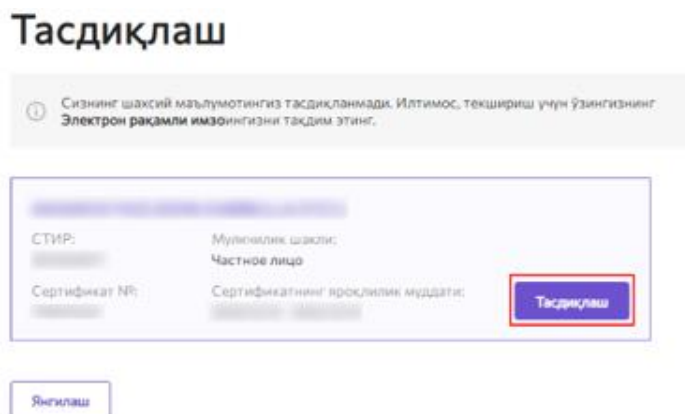 Тасдиқлаш
Сизнинг шахсий маълумотингиз тасдиқланмади. Илтимос, текшириш учун ўзингизнинг
Электрон рақамли имзоингизни тақдим этинг.
СТИР:
Мулкчилик шакли:
Частное лицо
Сертификат №:
Сертификатнинг яроқлилик муддати:
Тасдиқлаш
Янгилаш